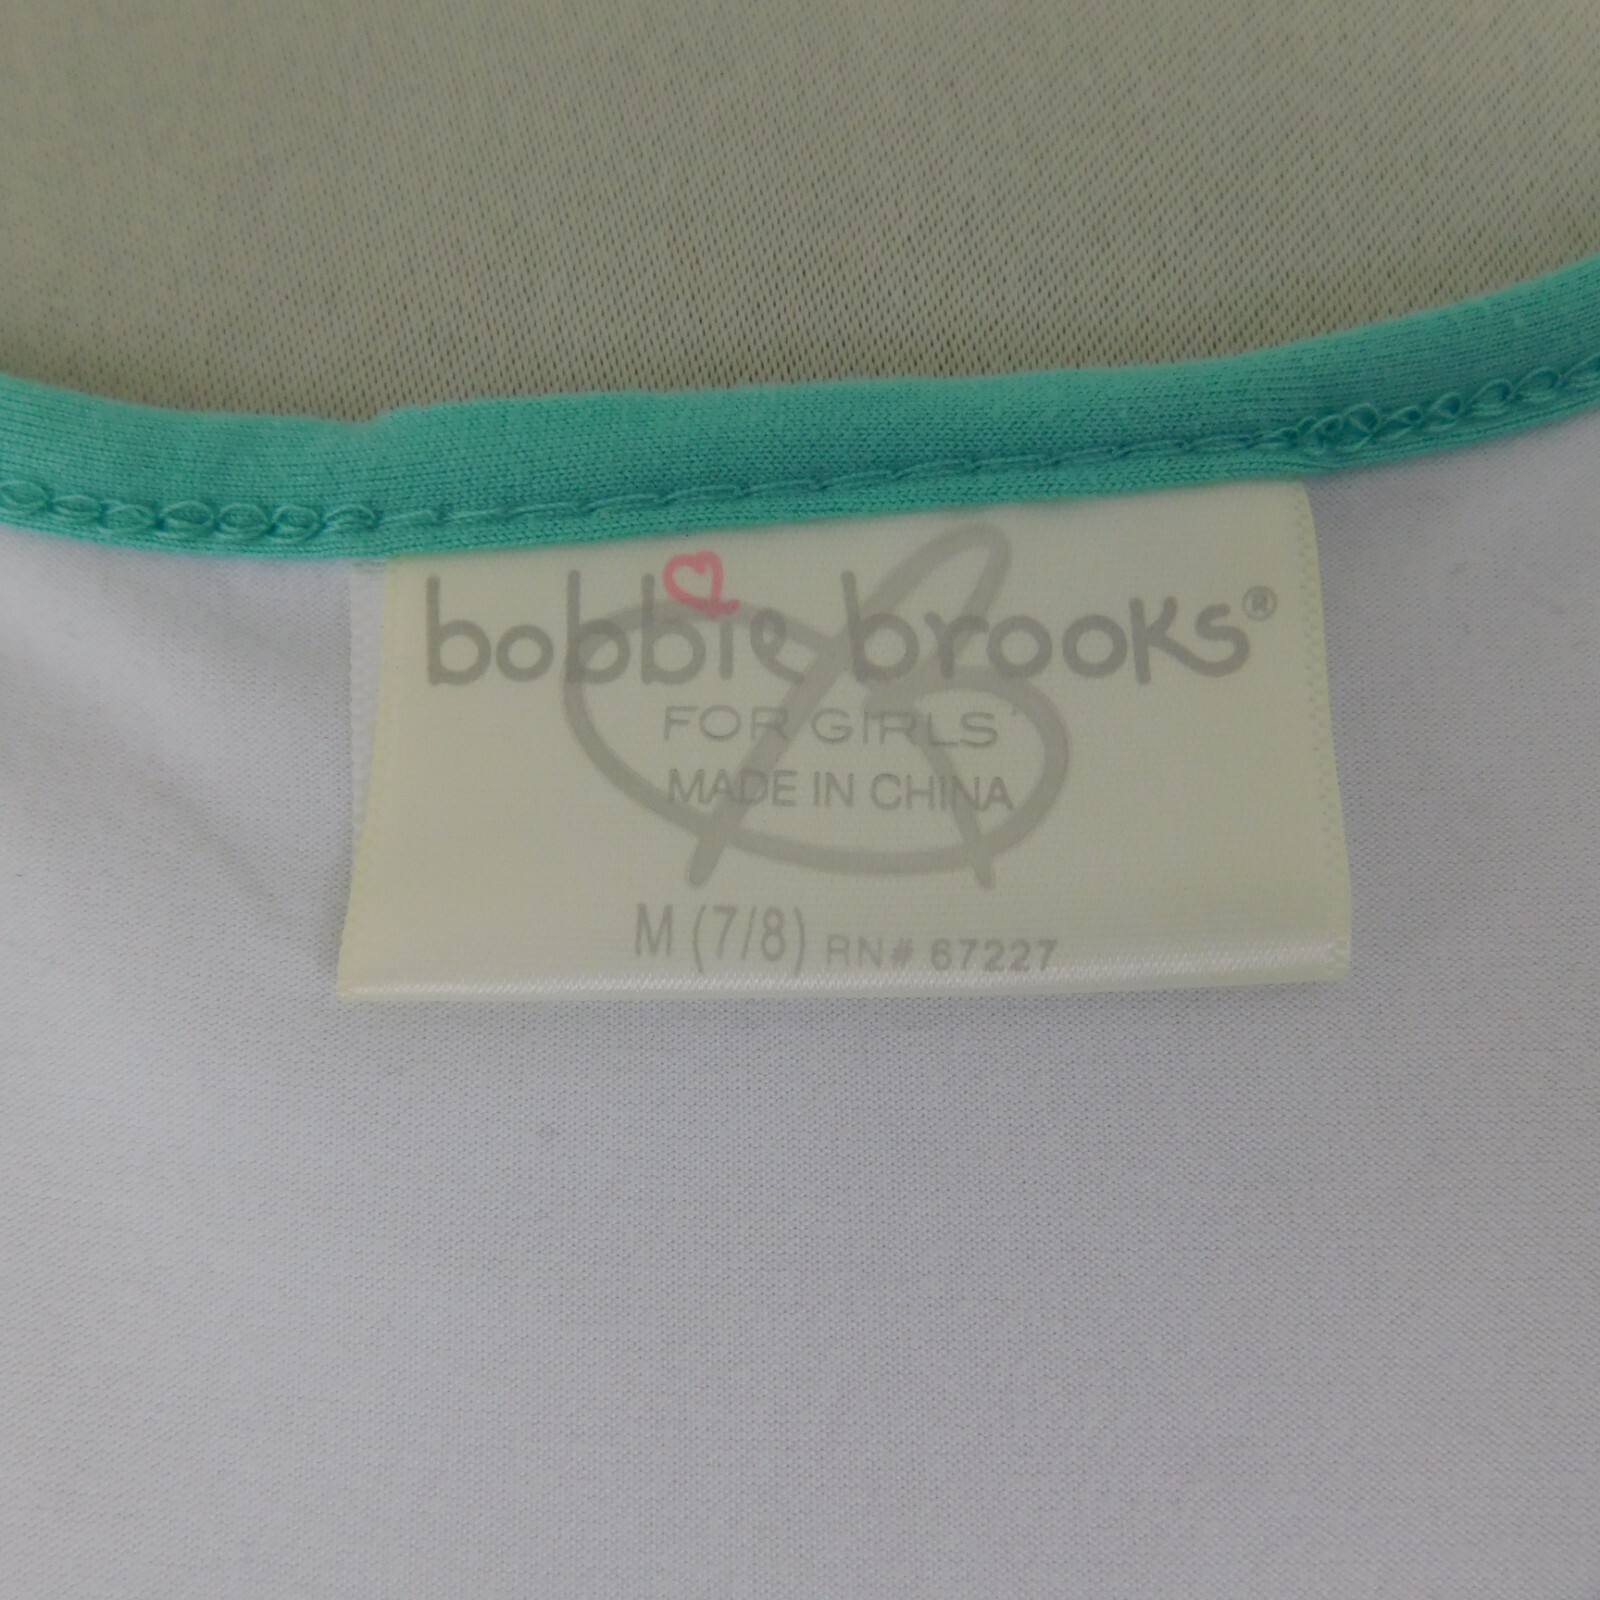 bobbie brooks®
FOR GIRLS
MADE IN CHINA
M (7/8) RN# 67227